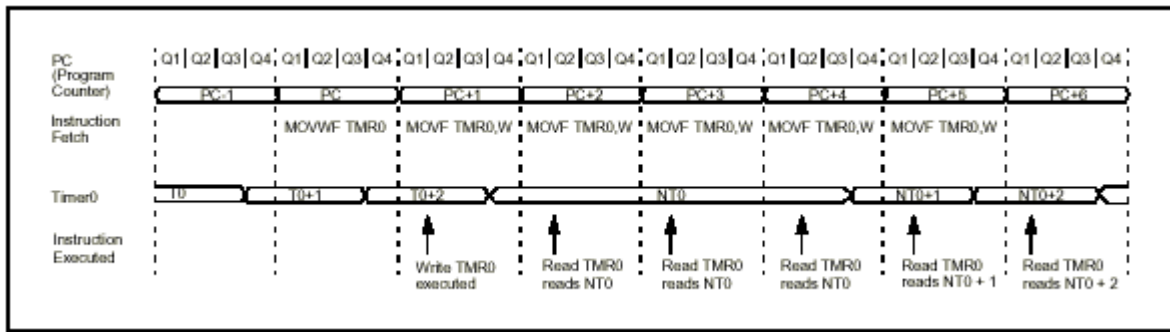 PC (Program Counter)
Q1 Q2 Q3 Q4 Q1 Q2 Q3 Q4 Q1 Q2 Q3 Q4 Q1 Q2 Q3 Q4 Q1 Q2 Q3 Q4 Q1 Q2 Q3 Q4 Q1 Q2 Q3 Q4 Q1 Q2 Q3 Q4
PC-1 PC PC+1 PC+2 PC+3 PC+4 PC+5 PC+6
Instruction Fetch
MOVWF TMR0 MOVF TMR0,W MOVF TMR0,W MOVF TMR0,W MOVF TMR0,W MOVF TMR0,W
Timer0
T0 T0+1 T0+2 NT0 NT0+1 NT0+2
Instruction Executed
Write TMR0 executed
Read TMR0 reads NT0
Read TMR0 reads NT0
Read TMR0 reads NT0
Read TMR0 reads NT0 + 1
Read TMR0 reads NT0 + 2